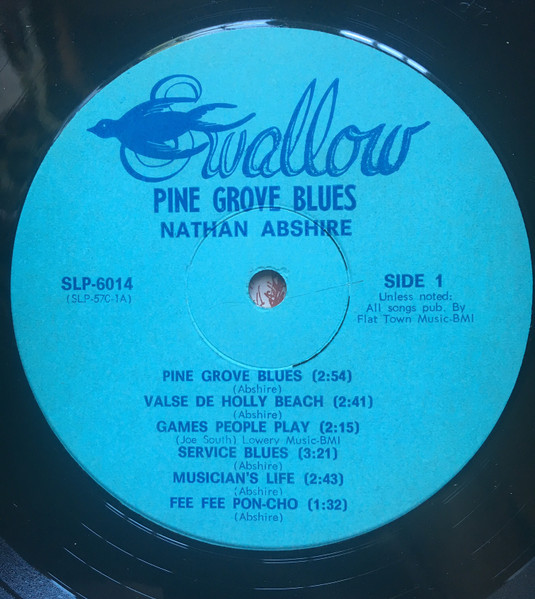 Swallow
PINE GROVE BLUES
NATHAN ABSHIRE
SLP-6014
(SLP-57C-1A)
SIDE 1
Unless noted:
All songs pub. By
Flat Town Music-BMI
PINE GROVE BLUES (2:54)
(Abshire)
VALSE DE HOLLY BEACH (2:41)
(Abshire)
GAMES PEOPLE PLAY (2:15)
(Joe South) Lowery Music-BMI
SERVICE BLUES (3:21)
(Abshire)
MUSICIAN'S LIFE (2:43)
(Abshire)
FEE FEE PON-CHO (1:32)
(Abshire)